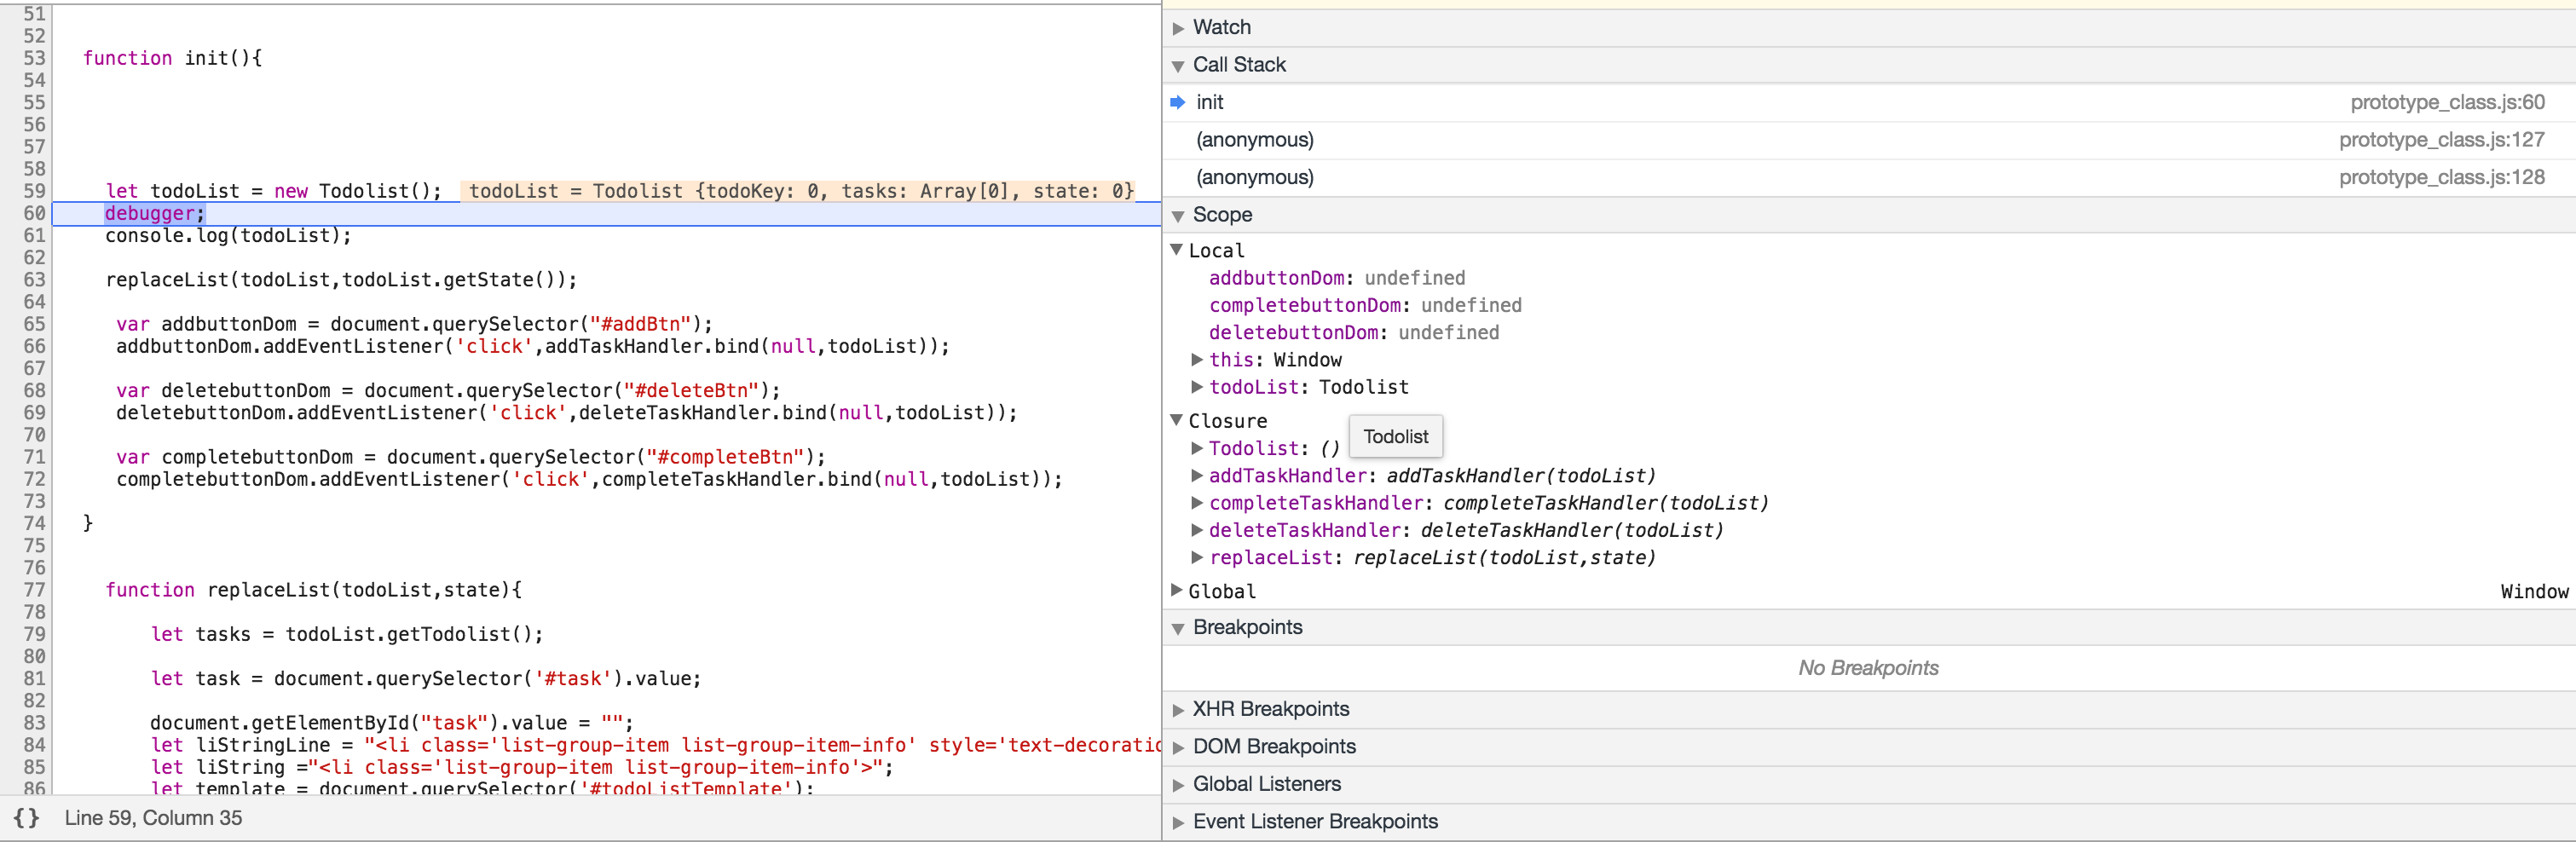 51
52
53 function init(){
54
55
56
57
58
59 let todoList = new Todolist(); todoList = Todolist {todoKey: 0, tasks: Array[0], state: 0}
60 debugger;
61 console.log(todoList);
62
63 replaceList(todoList,todoList.getState());
64
65 var addbuttonDom = document.querySelector("#addBtn");
66 addbuttonDom.addEventListener('click',addTaskHandler.bind(null,todoList));
67
68 var deletebuttonDom = document.querySelector("#deleteBtn");
69 deletebuttonDom.addEventListener('click',deleteTaskHandler.bind(null,todoList));
70
71 var completebuttonDom = document.querySelector("#completeBtn");
72 completebuttonDom.addEventListener('click',completeTaskHandler.bind(null,todoList));
73
74 }
75
76
77 function replaceList(todoList,state){
78
79 let tasks = todoList.getTodolist();
80
81 let task = document.querySelector('#task').value;
82
83 document.getElementById("task").value = "";
84 let liStringLine = "<li class='list-group-item list-group-item-info' style='text-decoratio
85 let liString ="<li class='list-group-item list-group-item-info'>";
86 let template = document.querySelector('#todoListTemplate');
{} Line 59, Column 35
Watch
Call Stack
init prototype_class.js:60
(anonymous) prototype_class.js:127
(anonymous) prototype_class.js:128
Scope
Local
addbuttonDom: undefined
completebuttonDom: undefined
deletebuttonDom: undefined
this: Window
todoList: Todolist
Closure
Todolist: ()
Todolist
addTaskHandler: addTaskHandler(todoList)
completeTaskHandler: completeTaskHandler(todoList)
deleteTaskHandler: deleteTaskHandler(todoList)
replaceList: replaceList(todoList,state)
Global Window
Breakpoints
No Breakpoints
XHR Breakpoints
DOM Breakpoints
Global Listeners
Event Listener Breakpoints